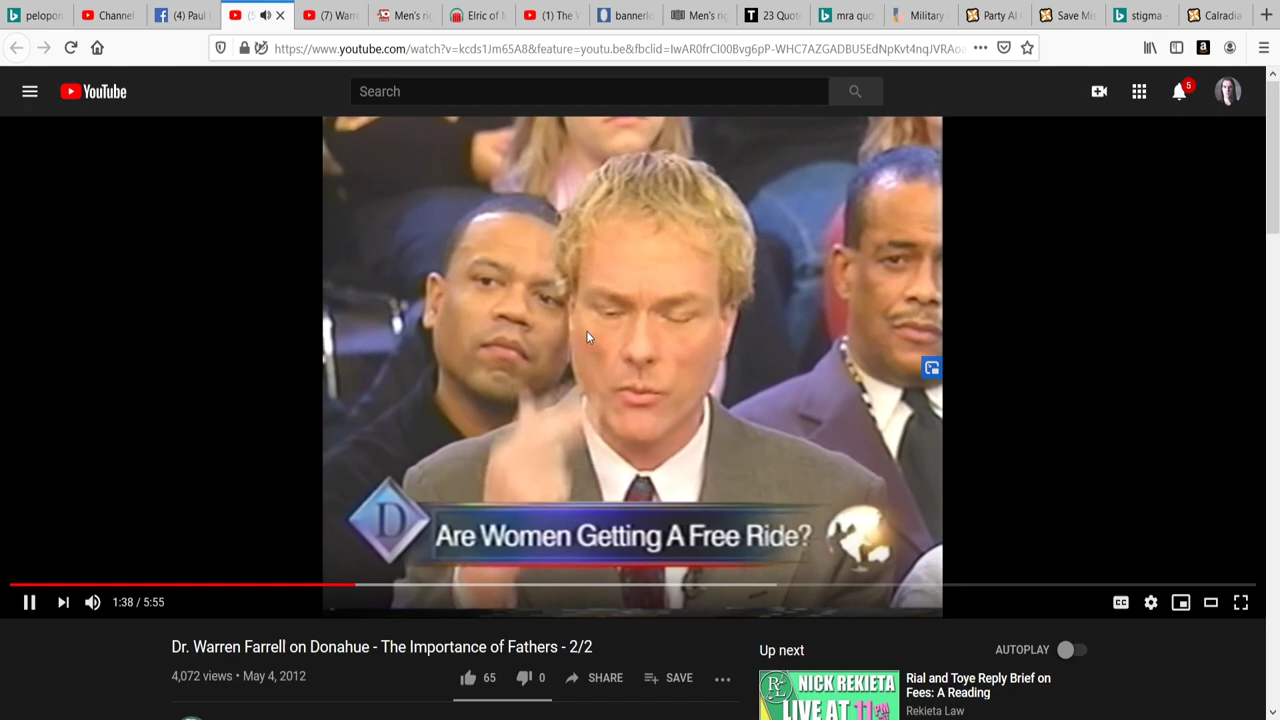 pelopon
Channel
(4) Paul
(7) Warr
Men's ri
Elric of M
(1) The V
bannerlo
Men's ri
23 Quot
mra quo
Military
Party AI
Save Mis
stigma -
Calradia
https://www.youtube.com/watch?v=kcds1Jm65A8&feature=youtu.be&fbclid=
YouTube
Search
5
D
Are Women Getting A Free Ride?
1:38 / 5:55
CC
Dr. Warren Farrell on Donahue - The Importance of Fathers - 2/2
4,072 views • May 4, 2012
65
0
SHARE
SAVE
Up next
AUTOPLAY
NICK REKIETA
LIVE AT 11PM
Rial and Toye Reply Brief on
Fees: A Reading
Rekieta Law